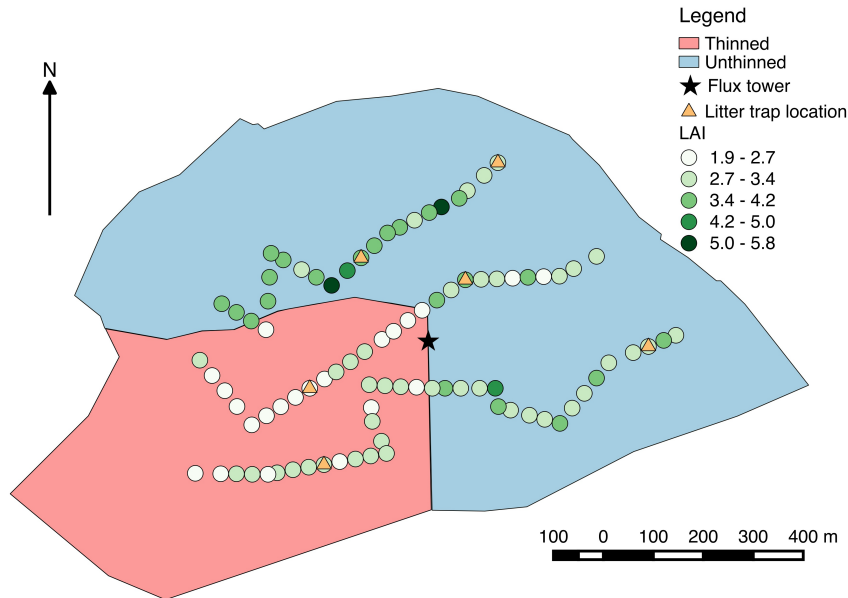 Legend
Thinned
Unthinned
Flux tower
Litter trap location
LAI
1.9 - 2.7
2.7 - 3.4
3.4 - 4.2
4.2 - 5.0
5.0 - 5.8
N
100 0 100 200 300 400 m